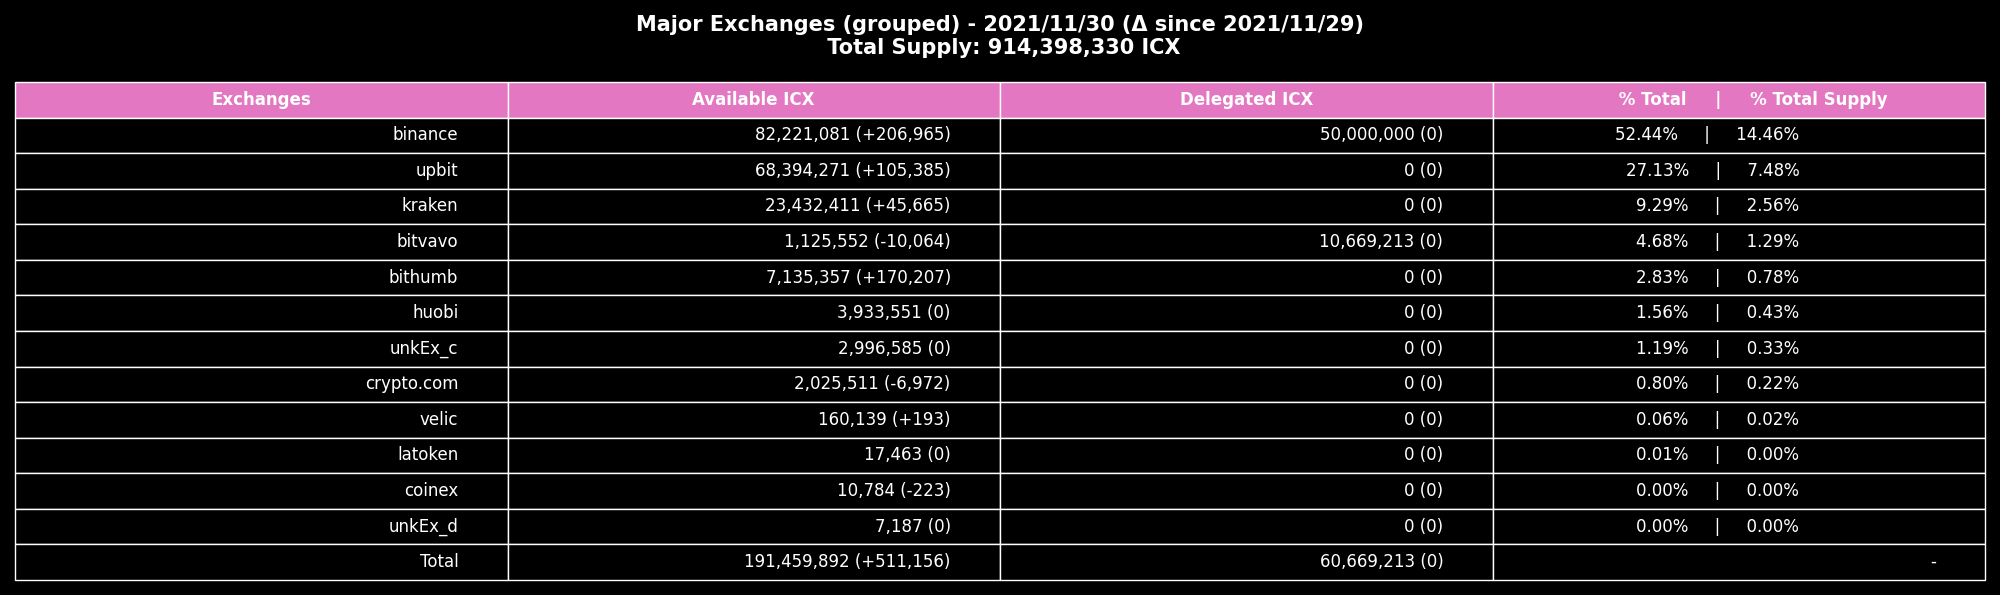 Major Exchanges (grouped) - 2021/11/30 (Δ since 2021/11/29)
Total Supply: 914,398,330 ICX
Exchanges Available ICX Delegated ICX % Total | % Total Supply
binance 82,221,081 (+206,965) 50,000,000 (0) 52.44% | 14.46%
upbit 68,394,271 (+105,385) 0 (0) 27.13% | 7.48%
kraken 23,432,411 (+45,665) 0 (0) 9.29% | 2.56%
bitvavo 1,125,552 (-10,064) 10,669,213 (0) 4.68% | 1.29%
bithumb 7,135,357 (+170,207) 0 (0) 2.83% | 0.78%
huobi 3,933,551 (0) 0 (0) 1.56% | 0.43%
unkEx_c 2,996,585 (0) 0 (0) 1.19% | 0.33%
crypto.com 2,025,511 (-6,972) 0 (0) 0.80% | 0.22%
velic 160,139 (+193) 0 (0) 0.06% | 0.02%
latoken 17,463 (0) 0 (0) 0.01% | 0.00%
coinex 10,784 (-223) 0 (0) 0.00% | 0.00%
unkEx_d 7,187 (0) 0 (0) 0.00% | 0.00%
Total 191,459,892 (+511,156) 60,669,213 (0) -